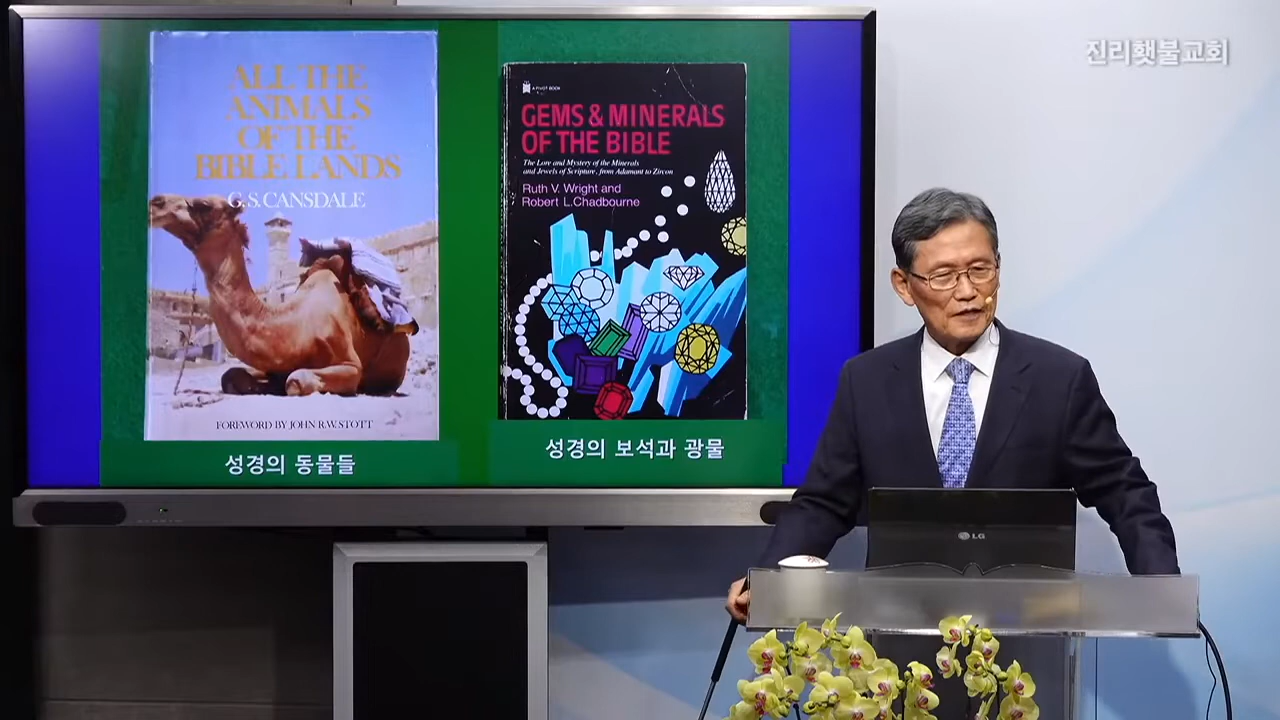 진리횃불교회
ALL THE
ANIMALS
OF THE
BIBLE LANDS
G.S. CANSDALE
FOREWORD BY JOHN R.W. STOTT
성경의 동물들
A PIVOT BOOK
GEMS & MINERALS
OF THE BIBLE
The Lore and Mystery of the Minerals
and Jewels of Scripture, from Adamant to Zircon
Ruth V. Wright and
Robert L. Chadbourne
성경의 보석과 광물
LG